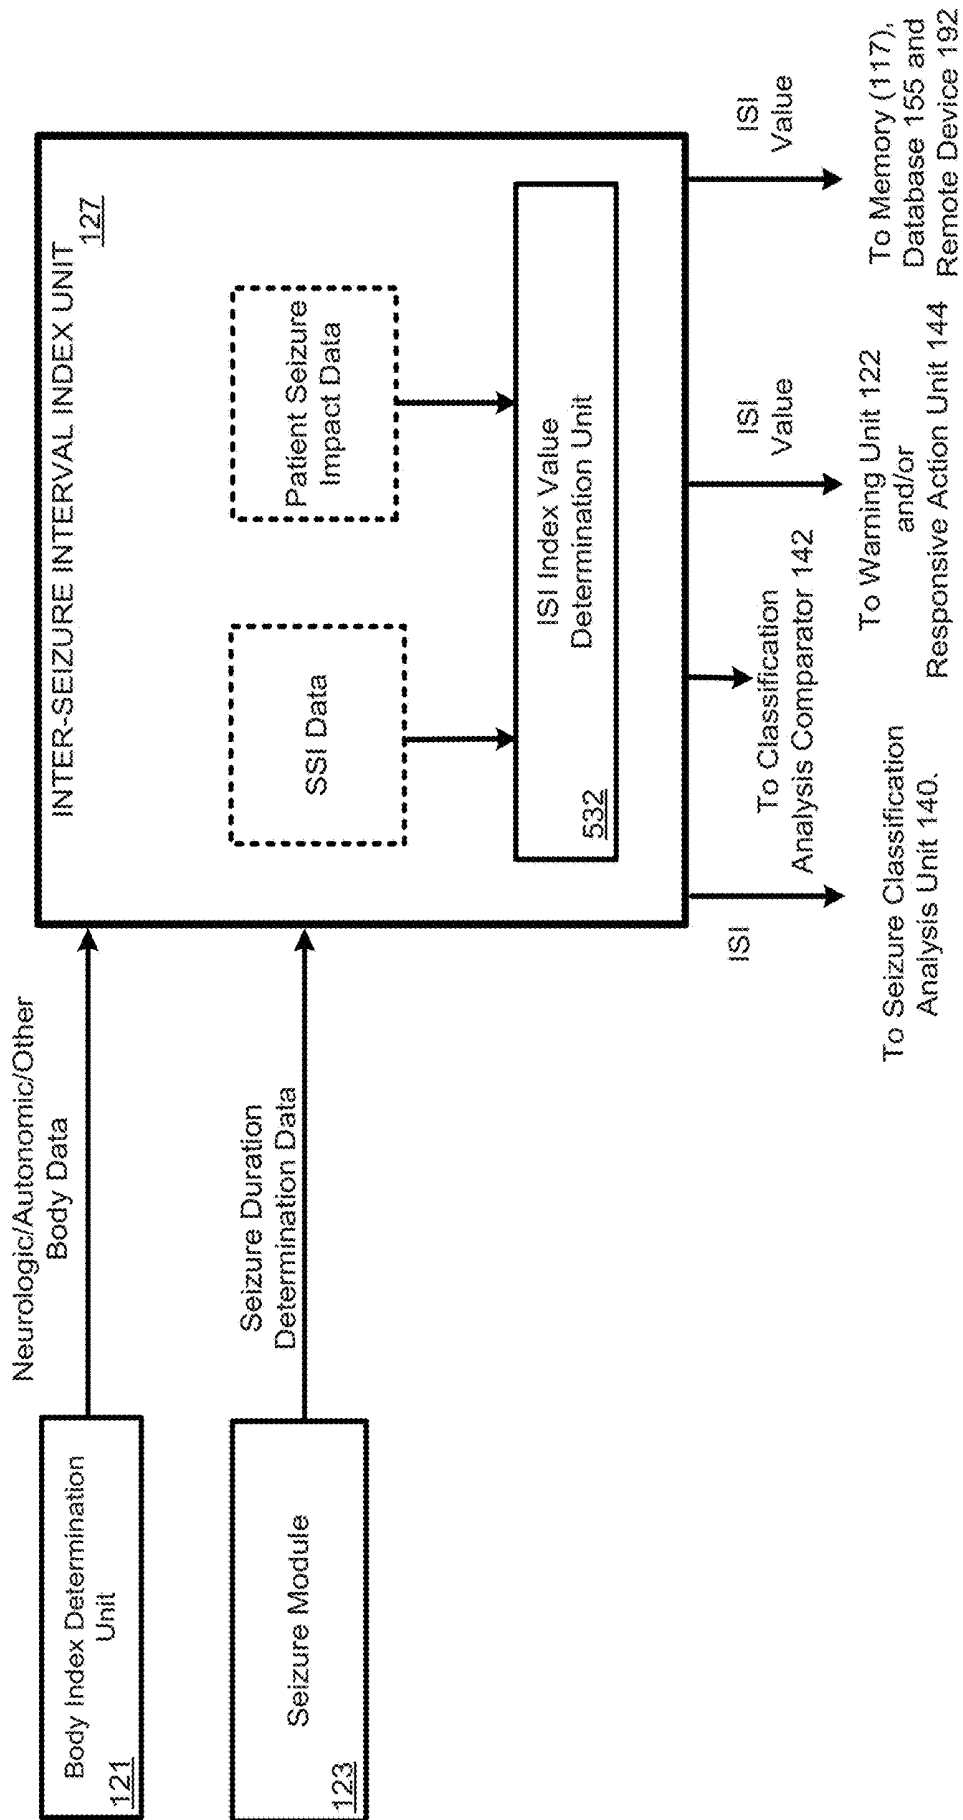 Body Index Determination
Unit
121
Seizure Module
123
Neurologic/Autonomic/Other
Body Data
Seizure Duration
Determination Data
INTER-SEIZURE INTERVAL INDEX UNIT
127
SSI Data
Patient Seizure
Impact Data
ISI Index Value
Determination Unit
532
ISI
To Seizure Classification
Analysis Unit 140.
To Classification
Analysis Comparator 142
ISI
Value
To Warning Unit 122
and/or
Responsive Action Unit 144
ISI
Value
To Memory (117),
Database 155 and
Remote Device 192